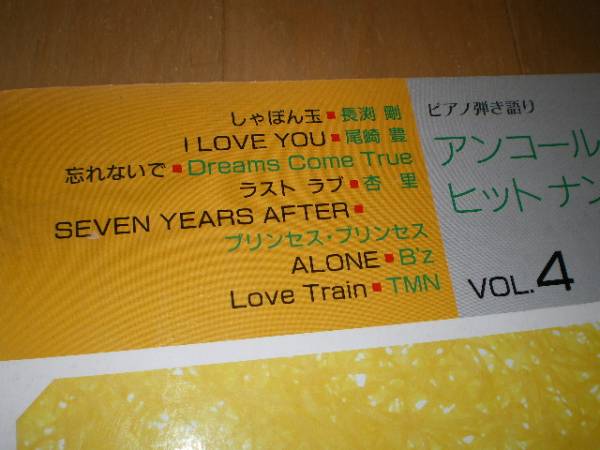 しゃぼん玉■長渕 剛
I LOVE YOU■尾崎 豊
忘れないで■Dreams Come True
ラスト ラブ■杏 里
SEVEN YEARS AFTER■
プリンセス・プリンセス
ALONE■B'z
Love Train■TMN
ピアノ弾き語り
アンコール
ヒットナン
VOL.4